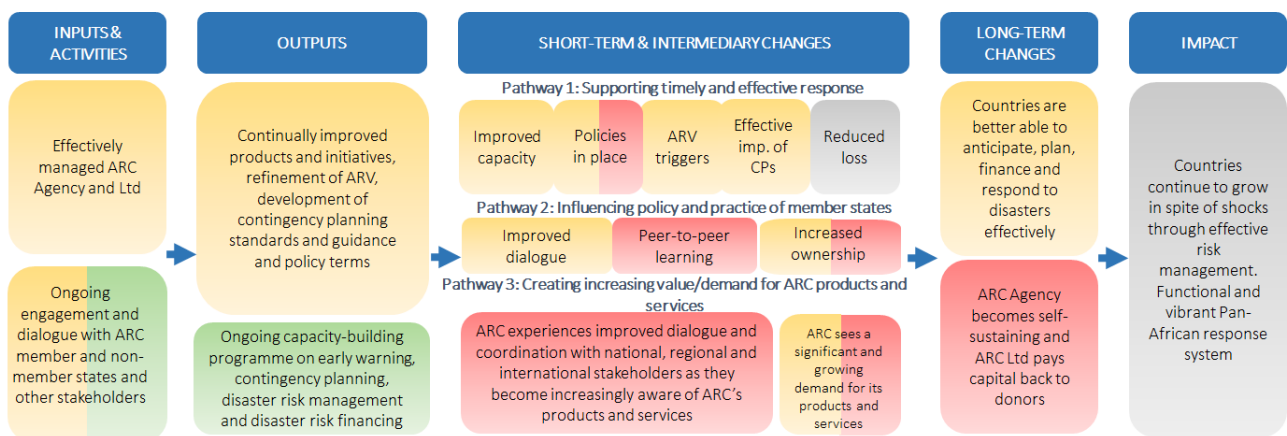 INPUTS &
ACTIVITIES
OUTPUTS
SHORT-TERM & INTERMEDIARY CHANGES
LONG-TERM
CHANGES
IMPACT
Effectively
managed ARC
Agency and Ltd
Ongoing
engagement and
dialogue with ARC
member and non-
member states and
other stakeholders
Continually improved
products and initiatives,
refinement of ARV,
development of
contingency planning
standards and guidance
and policy terms
Ongoing capacity-building
programme on early warning,
contingency planning,
disaster risk management
and disaster risk financing
Pathway 1: Supporting timely and effective response
Improved
capacity
Policies
in place
ARV
triggers
Effective
imp. of
CPs
Reduced
loss
Pathway 2: Influencing policy and practice of member states
Improved
dialogue
Peer-to-peer
learning
Increased
ownership
Pathway 3: Creating increasing value/demand for ARC products and
services
ARC experiences improved dialogue and
coordination with national, regional and
international stakeholders as they
become increasingly aware of ARC's
products and services
ARC sees a
significant and
growing
demand for its
products and
services
Countries are
better able to
anticipate, plan,
finance and
respond to
disasters
effectively
ARC Agency
becomes self-
sustaining and
ARC Ltd pays
capital back to
donors
Countries
continue to grow
in spite of shocks
through effective
risk
management.
Functional and
vibrant Pan-
African response
system